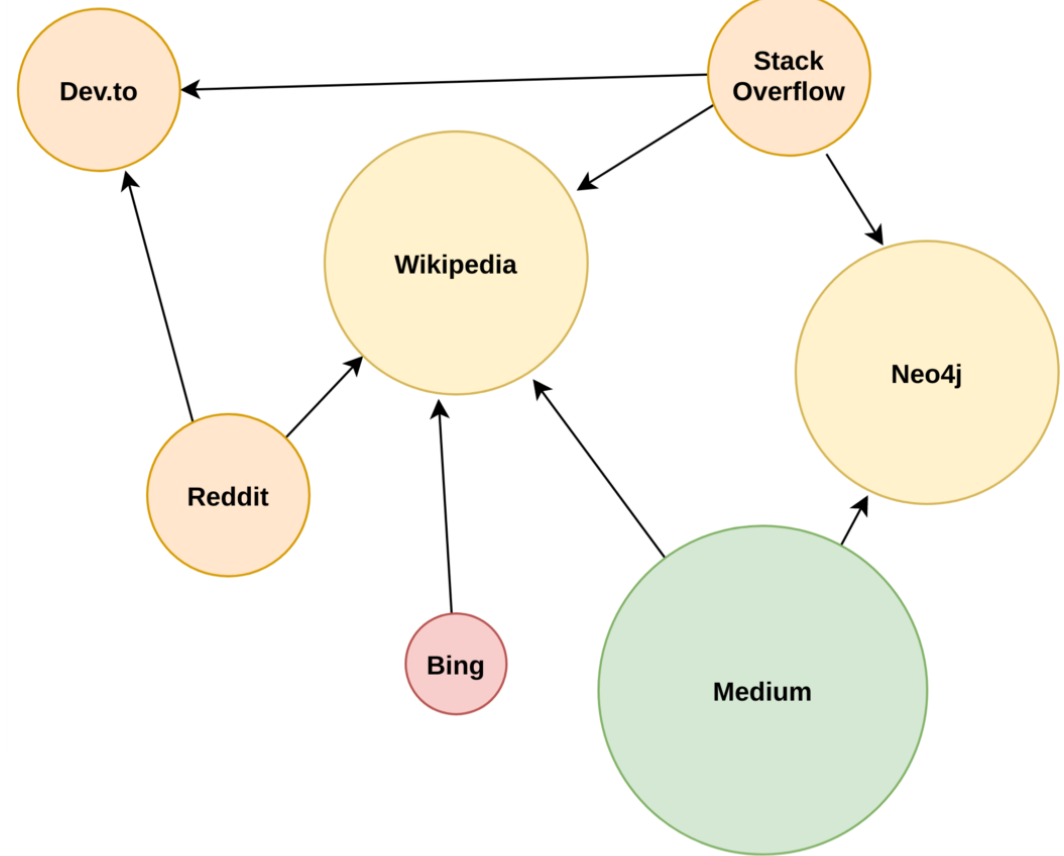 Stack
Overflow
Dev.to
Wikipedia
Neo4j
Reddit
Bing
Medium